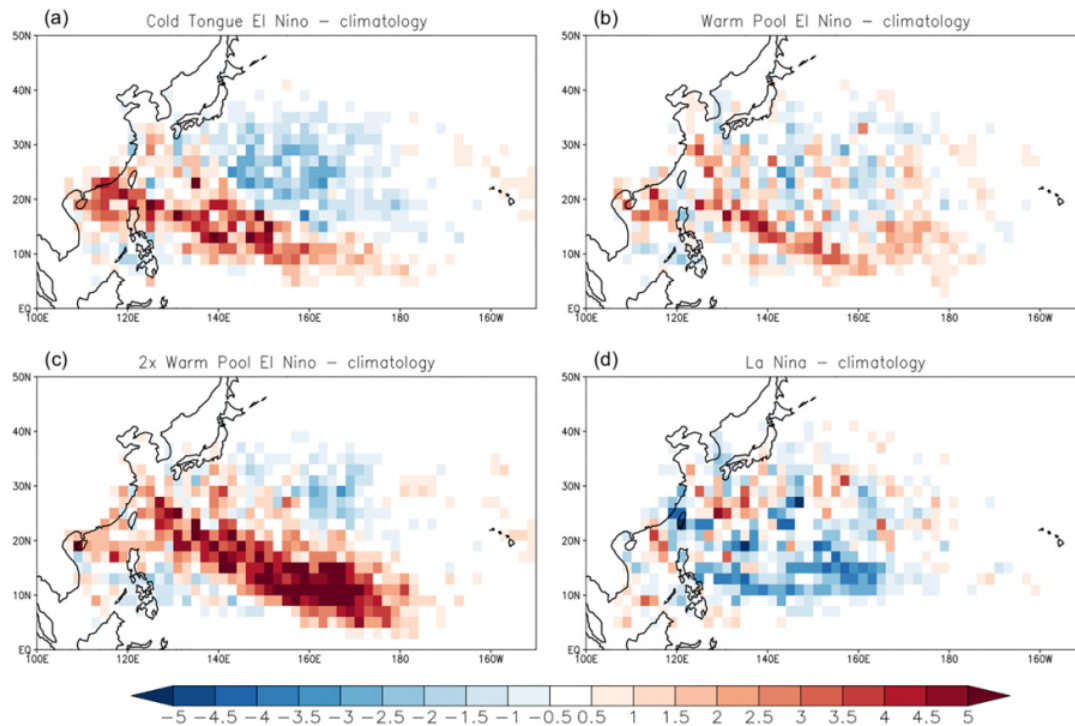 (a) Cold Tongue El Nino – climatology
(b) Warm Pool El Nino – climatology
50N
40N
30N
20N
10N
EQ
100E 120E 140E 160E 180 160W
50N
40N
30N
20N
10N
EQ
100E 120E 140E 160E 180 160W
(c) 2x Warm Pool El Nino – climatology
(d) La Nina – climatology
50N
40N
30N
20N
10N
EQ
100E 120E 140E 160E 180 160W
50N
40N
30N
20N
10N
EQ
100E 120E 140E 160E 180 160W
−5 −4.5 −4 −3.5 −3 −2.5 −2 −1.5 −1 −0.5 0.5 1 1.5 2 2.5 3 3.5 4 4.5 5